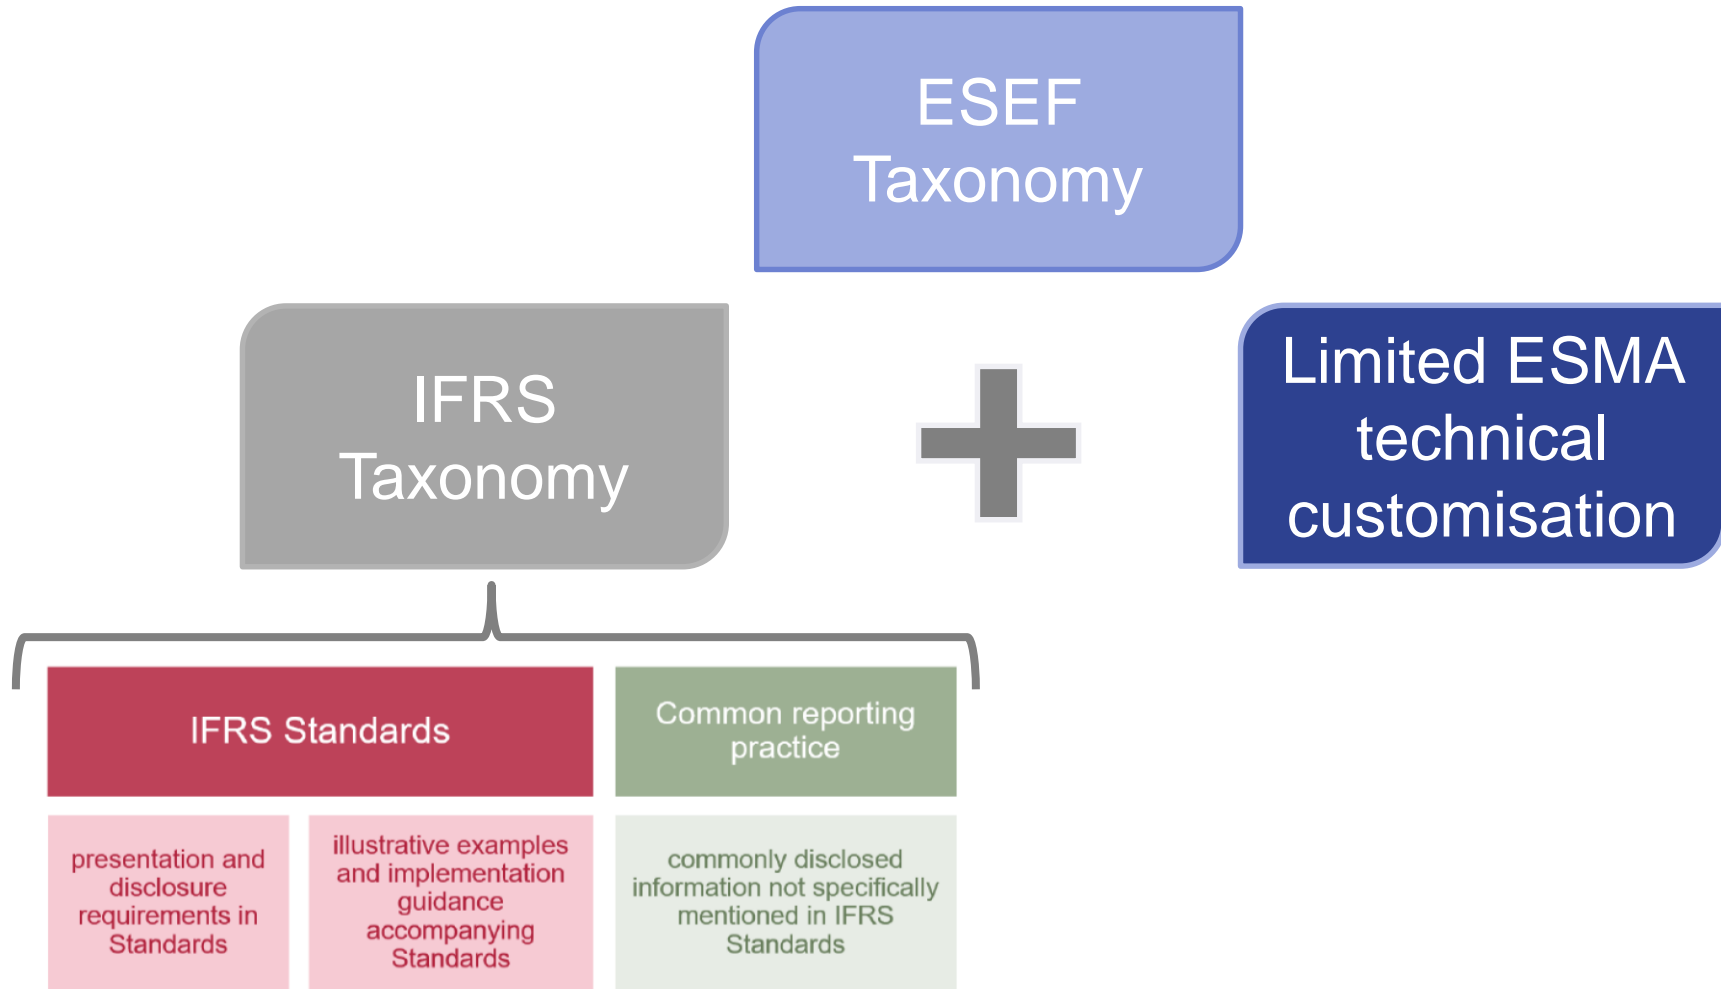 ESEF
Taxonomy
IFRS
Taxonomy
Limited ESMA
technical
customisation
IFRS Standards
Common reporting
practice
presentation and
disclosure
requirements in
Standards
illustrative examples
and implementation
guidance
accompanying
Standards
commonly disclosed
information not specifically
mentioned in IFRS
Standards